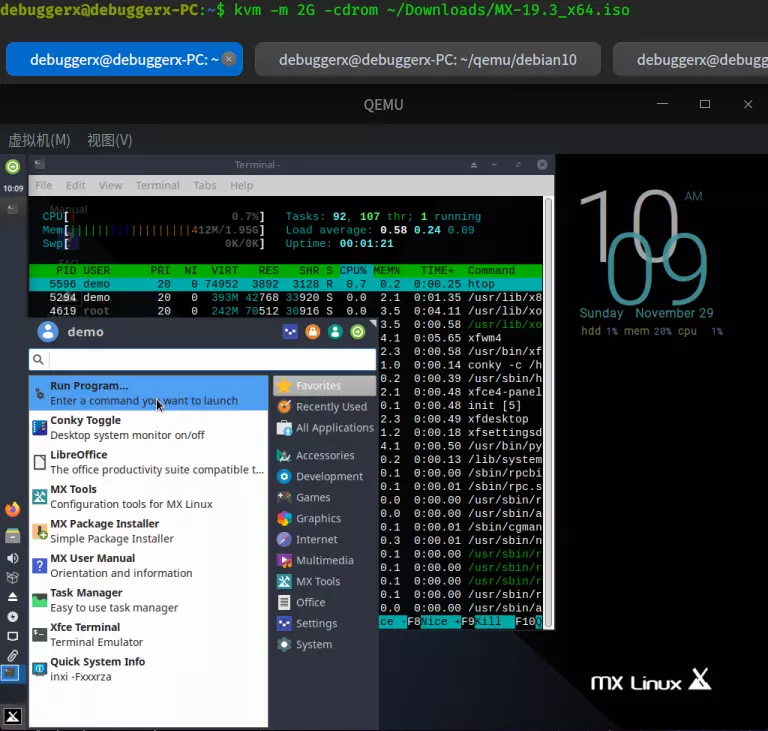 debuggerx@debuggerx-PC:~$ kvm -m 2G -cdrom ~/Downloads/MX-19.3_x64.iso
debuggerx@debuggerx-PC: ~
debuggerx@debuggerx-PC: ~/qemu/debian10
debuggerx@debugg
QEMU
虚拟机(M) 视图(V)
Terminal -
10:09
File Edit View Terminal Tabs Help
Manual
CPU[ 0.7%] Tasks: 92, 107 thr; 1 running
Mem[|||||||||||||||||||412M/1.95G] Load average: 0.58 0.24 0.09
Swp[ 0K/0K] Uptime: 00:01:21
FAQ
PID USER PRI NI VIRT RES SHR S CPU% MEM% TIME+ Command
5596 demo 20 0 74952 3892 3128 R 0.7 0.2 0:00.25 htop
5294 demo 20 0 393M 42768 33920 S 0.0 2.1 0:01.35 /usr/lib/x8
4619 root 20 0 242M 70512 30916 S 0.0 3.5 0:04.11 /usr/lib/xo
3.5 0:00.58 /usr/lib/xo
4.1 0:05.65 xfwm4
2.3 0:00.58 /usr/bin/xf
1.0 0:00.14 conky -c /h
0.2 0:00.39 /usr/sbin/h
2.1 0:00.48 xfce4-panel
0.1 0:00.48 init [5]
2.3 0:00.49 xfdesktop
1.2 0:00.18 xfsettingsd
4.1 0:00.50 /usr/bin/py
0.2 0:00.13 /lib/system
0.1 0:00.00 /sbin/rpcbi
0.1 0:00.01 /sbin/rpc.s
0.0 0:00.00 /usr/sbin/r
0.0 0:00.00 /usr/sbin/a
0.1 0:00.01 /usr/sbin/c
0.3 0:00.01 /sbin/cgman
0.1 0:00.00 /usr/sbin/r
0.1 0:00.00 /usr/sbin/r
0.1 0:00.00 /usr/sbin/r
0.1 0:00.00 /usr/sbin/r
0.0 0:00.00 /usr/sbin/a
ce -F8Nice +F9Kill F10Q
demo
Run Program...
Enter a command you want to launch
Conky Toggle
Desktop system monitor on/off
LibreOffice
The office productivity suite compatible t...
MX Tools
Configuration tools for MX Linux
MX Package Installer
Simple Package Installer
MX User Manual
Orientation and information
Task Manager
Easy to use task manager
Xfce Terminal
Terminal Emulator
Quick System Info
inxi -Fxxxrza
Favorites
Recently Used
All Applications
Accessories
Development
Games
Graphics
Internet
Multimedia
MX Tools
Office
Settings
System
10 AM
09
Sunday November 29
hdd 1% mem 20% cpu 1%
MX Linux